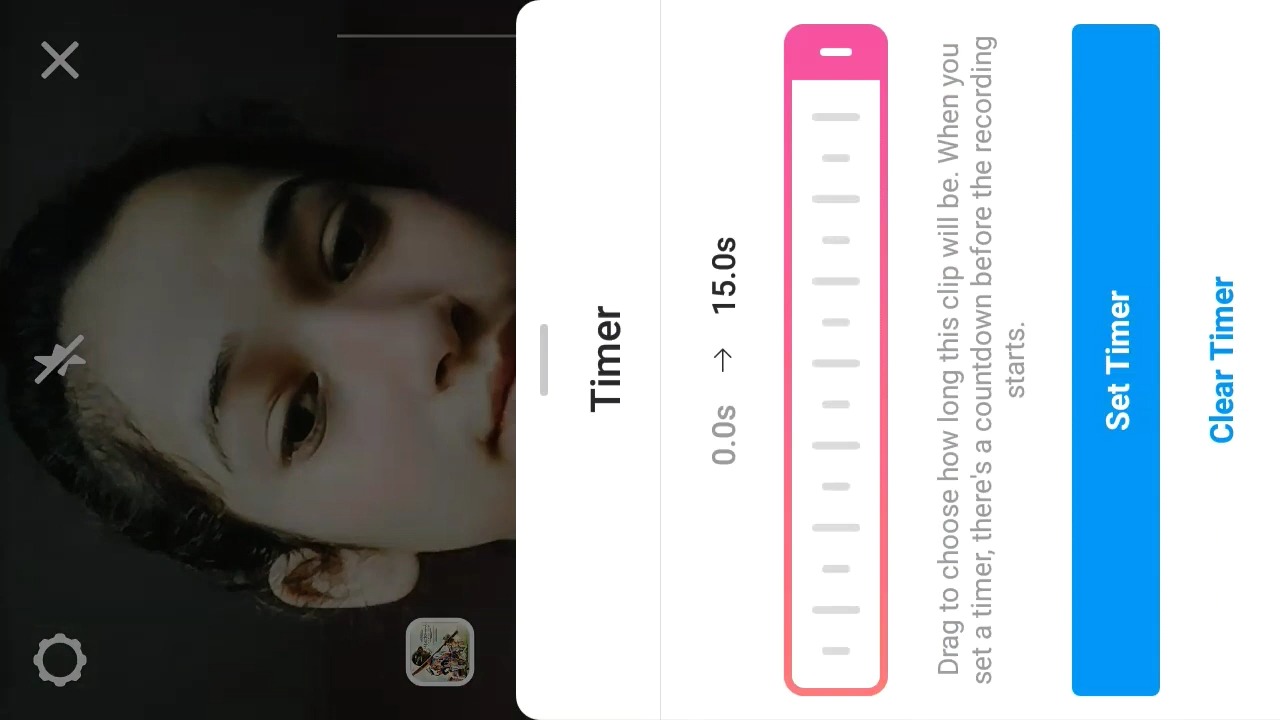 Timer
0.0s → 15.0s
Drag to choose how long this clip will be. When you
set a timer, there's a countdown before the recording
starts.
Set Timer
Clear Timer